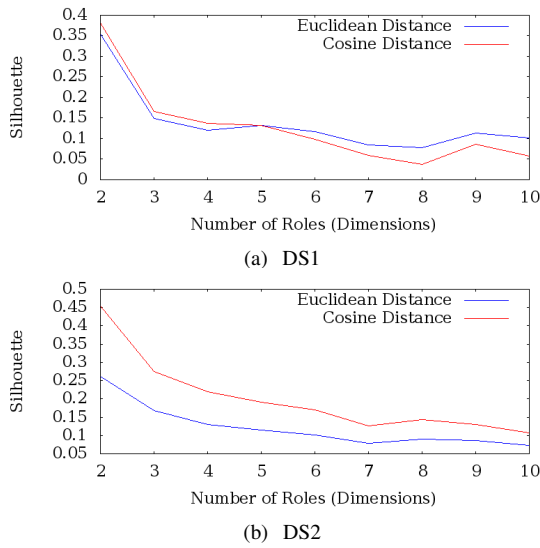 0.4
0.35
0.3
0.25
0.2
0.15
0.1
0.05
0
Silhouette
Euclidean Distance
Cosine Distance
2 3 4 5 6 7 8 9 10
Number of Roles (Dimensions)
(a) DS1
0.5
0.45
0.4
0.35
0.3
0.25
0.2
0.15
0.1
0.05
Silhouette
Euclidean Distance
Cosine Distance
2 3 4 5 6 7 8 9 10
Number of Roles (Dimensions)
(b) DS2